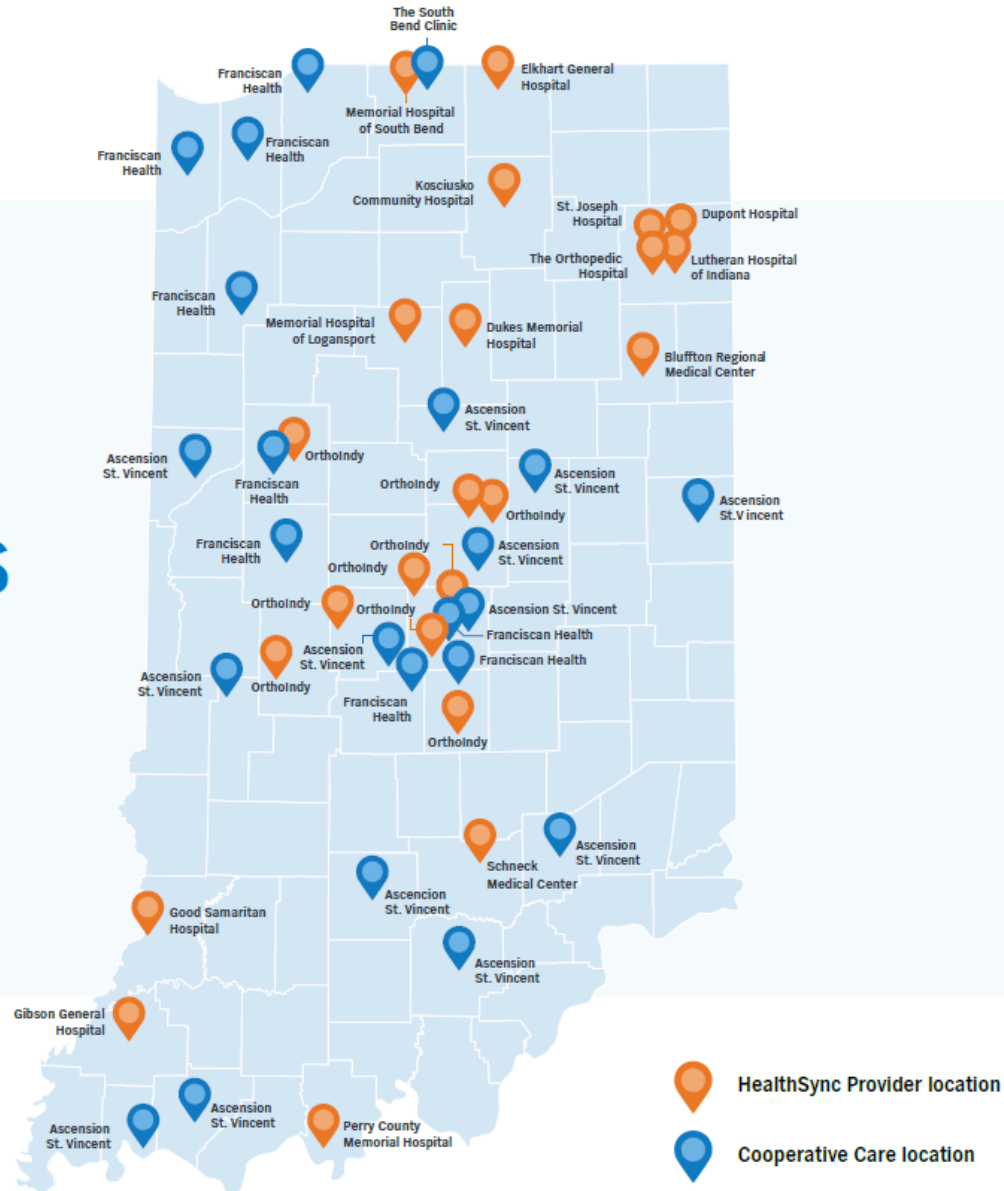 The South
Bend Clinic
Franciscan
Health
Elkhart General
Hospital
Memorial Hospital
of South Bend
Franciscan
Health
Franciscan
Health
Kosciusko
Community Hospital
St. Joseph
Hospital
Dupont Hospital
The Orthopedic
Hospital
Lutheran Hospital
of Indiana
Franciscan
Health
Memorial Hospital
of Logansport
Dukes Memorial
Hospital
Bluffton Regional
Medical Center
Ascension
St. Vincent
Ascension
St. Vincent
OrthoIndy
Franciscan
Health
OrthoIndy
Ascension
St. Vincent
OrthoIndy
Ascension
St.V incent
Franciscan
Health
OrthoIndy
Ascension
St. Vincent
OrthoIndy
S
OrthoIndy
OrthoIndy
Ascension St. Vincent
Franciscan Health
Ascension
St. Vincent
Franciscan Health
Ascension
St. Vincent
OrthoIndy
Franciscan
Health
OrthoIndy
Ascension
St. Vincent
Schneck
Medical Center
Ascencion
St. Vincent
Good Samaritan
Hospital
Ascension
St. Vincent
Gibson General
Hospital
HealthSync Provider location
Ascension
St. Vincent
Ascension
St. Vincent
Perry County
Memorial Hospital
Cooperative Care location